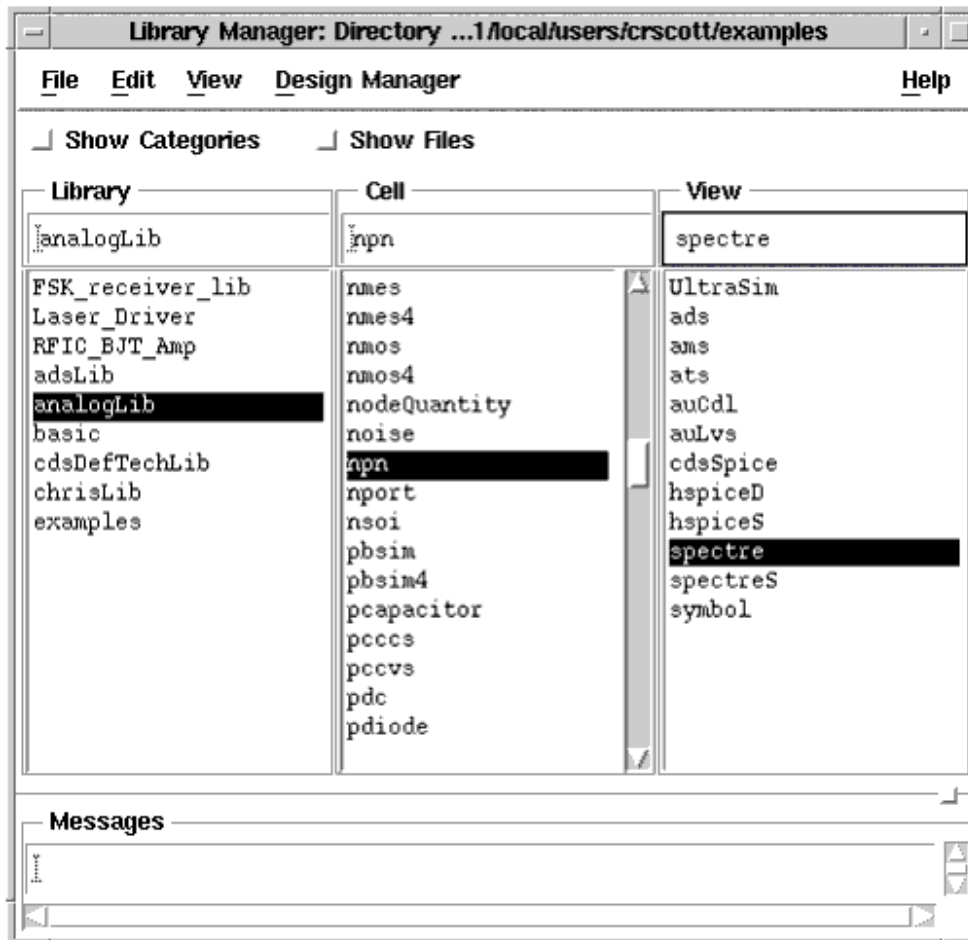 Library Manager: Directory ...1/local/users/crscott/examples
File Edit View Design Manager Help
Show Categories Show Files
Library Cell View
analogLib npn spectre
FSK_receiver_lib nmes UltraSim
Laser_Driver nmes4 ads
RFIC_BJT_Amp nmos ams
adsLib nmos4 ats
analogLib nodeQuantity auCdl
basic noise auLvs
cdsDefTechLib npn cdsSpice
chrisLib nport hspiceD
examples nsoi hspiceS
pbsim spectre
pbsim4 spectreS
pcapacitor symbol
pcccs
pccvs
pdc
pdiode
Messages